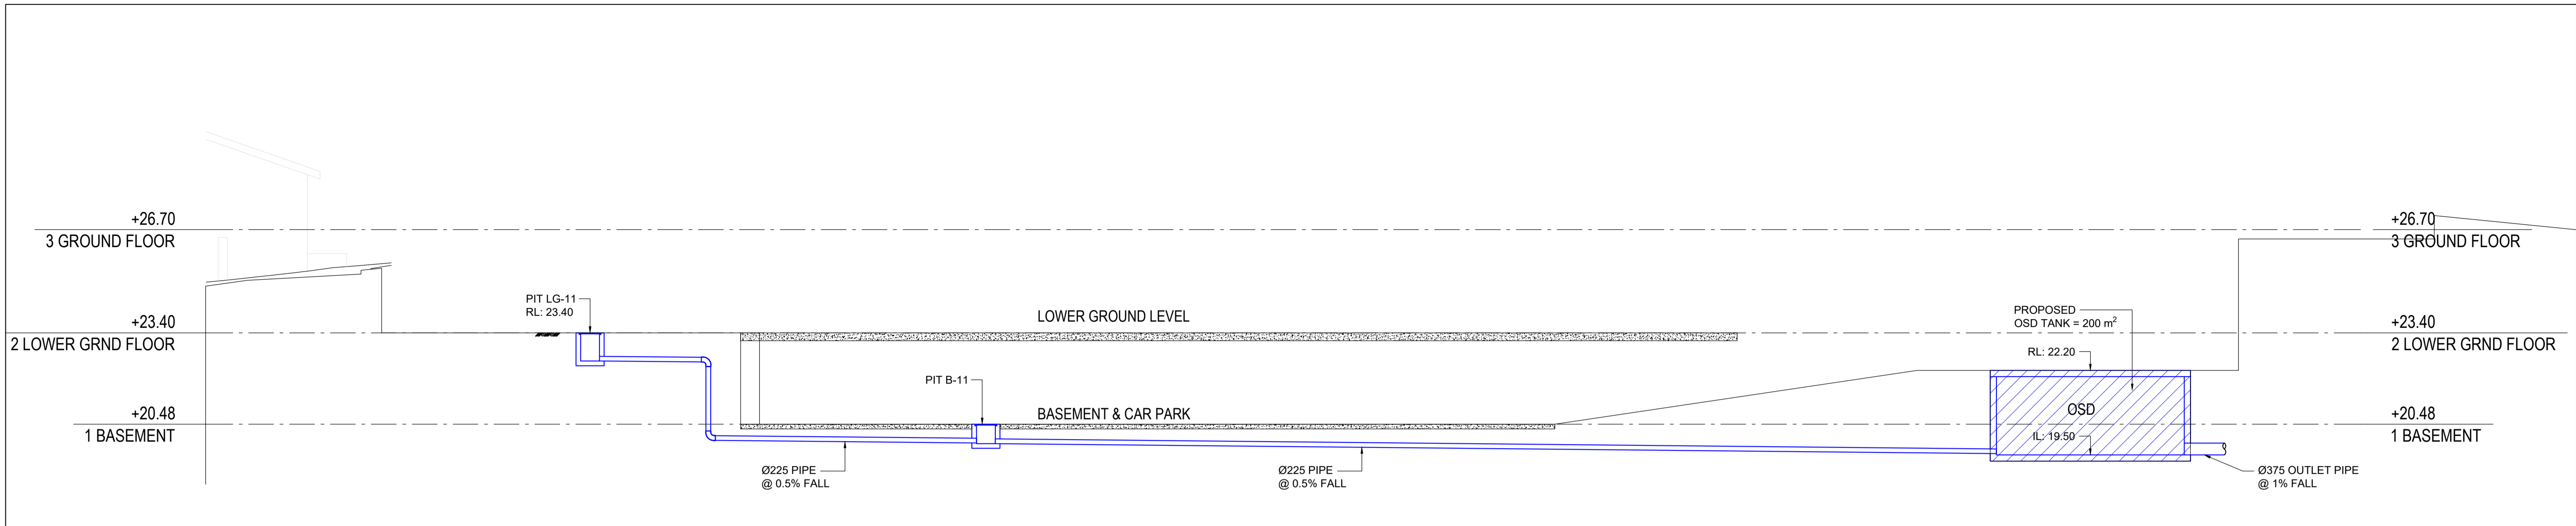 +26.70
3 GROUND FLOOR
+26.70
3 GROUND FLOOR
PIT LG-11
RL: 23.40
LOWER GROUND LEVEL
PROPOSED
OSD TANK = 200 m²
+23.40
2 LOWER GRND FLOOR
+23.40
2 LOWER GRND FLOOR
RL: 22.20
PIT B-11
+20.48
1 BASEMENT
BASEMENT & CAR PARK
OSD
+20.48
1 BASEMENT
IL: 19.50
Ø225 PIPE
@ 0.5% FALL
Ø225 PIPE
@ 0.5% FALL
Ø375 OUTLET PIPE
@ 1% FALL